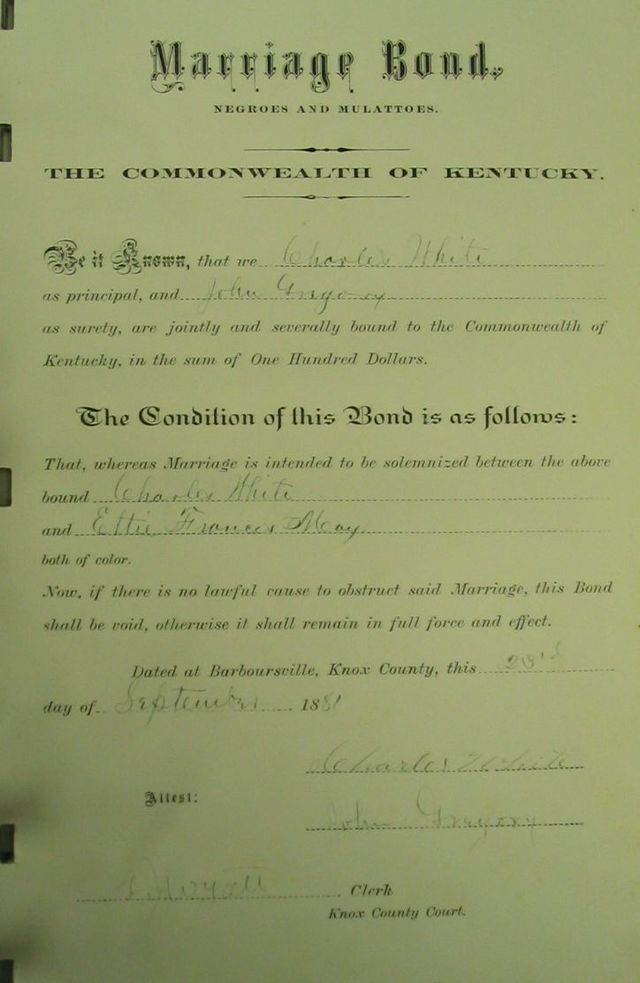 Marriage Bond.
NEGROES AND MULATTOES.
THE COMMONWEALTH OF KENTUCKY.
Be it Known, that we Charles White
as principal, and John Gregory
as surety, are jointly and severally bound to the Commonwealth of
Kentucky, in the sum of One Hundred Dollars.
The Condition of this Bond is as follows:
That, whereas Marriage is intended to be solemnized between the above
bound Charles White
and Ettie Frances May
both of color.
Now, if there is no lawful cause to obstruct said Marriage, this Bond
shall be void, otherwise it shall remain in full force and effect.
Dated at Barboursville, Knox County, this 23rd
day of September 1881
Charles White
Attest:
John Gregory
Clerk
Knox County Court.